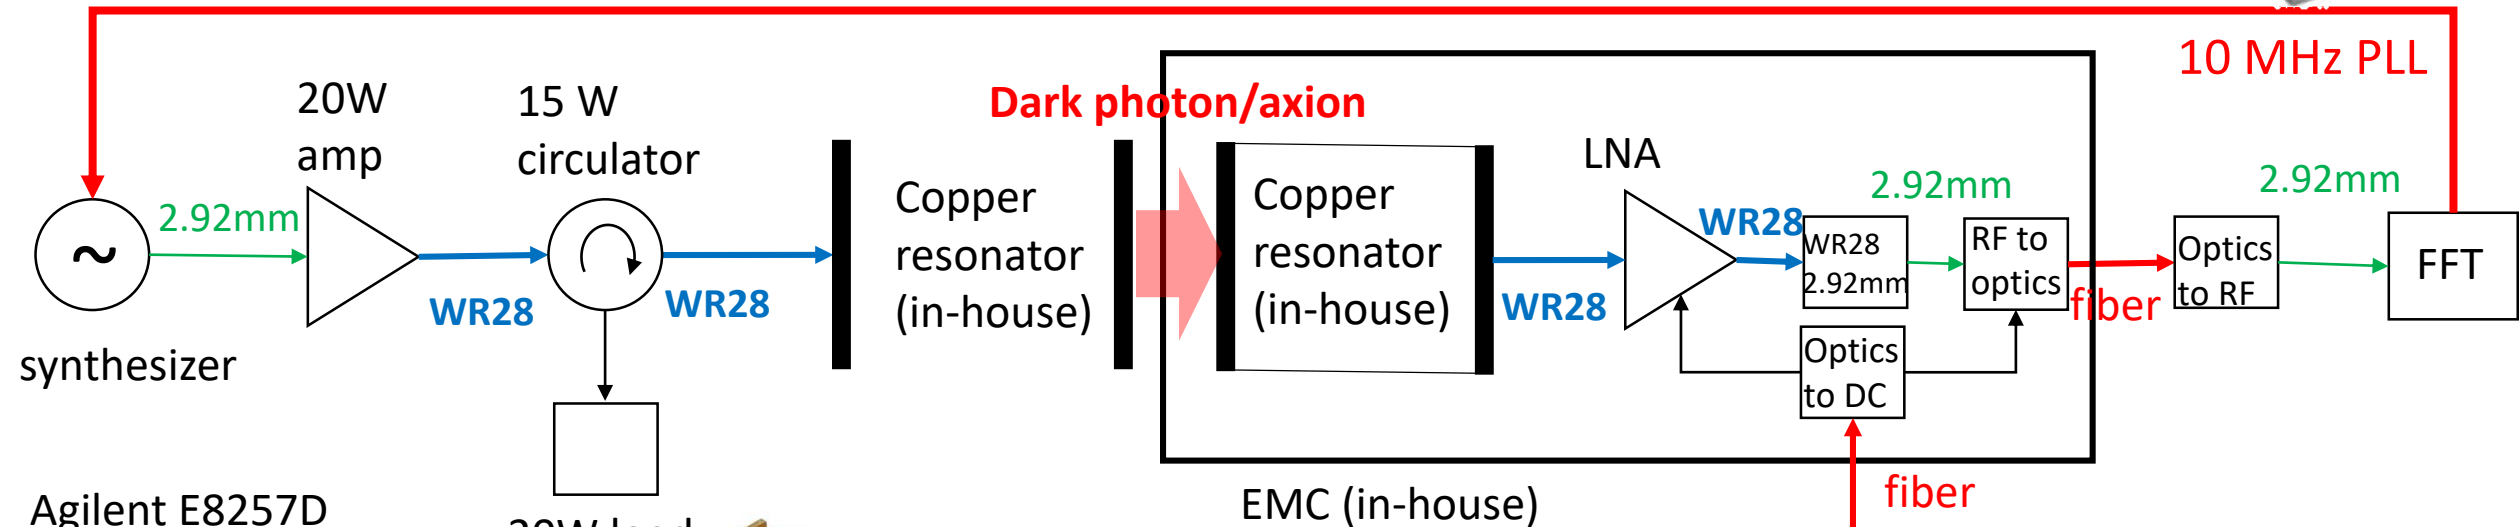 10 MHz PLL
20W
amp
15 W
circulator
Dark photon/axion
LNA
2.92mm
2.92mm
2.92mm
~
Copper
resonator
(in-house)
Copper
resonator
(in-house)
WR28
WR28
2.92mm
RF to
optics
Optics
to RF
FFT
WR28
WR28
WR28
fiber
synthesizer
Optics
to DC
Agilent E8257D
EMC (in-house)
fiber